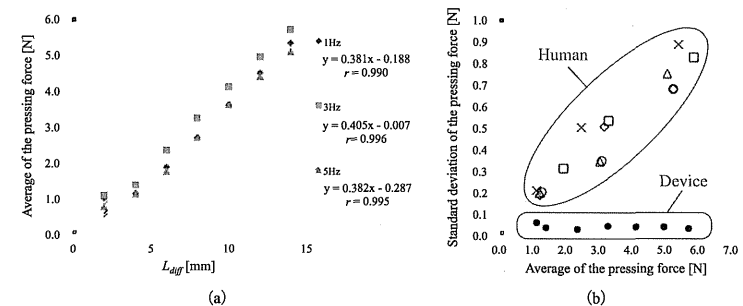 Average of the pressing force [N]
6.0
5.0
4.0
3.0
2.0
1.0
0.0
0
5
10
15
L_diff [mm]
1Hz
y = 0.381x - 0.188
r = 0.990
3Hz
y = 0.405x - 0.007
r= 0.996
5Hz
y = 0.382x - 0.287
r= 0.995
(a)
Standard deviation of the pressing force [N]
1.0
0.9
0.8
0.7
0.6
0.5
0.4
0.3
0.2
0.1
0.0
0.0 1.0 2.0 3.0 4.0 5.0 6.0 7.0
Human
Device
Average of the pressing force [N]
(b)